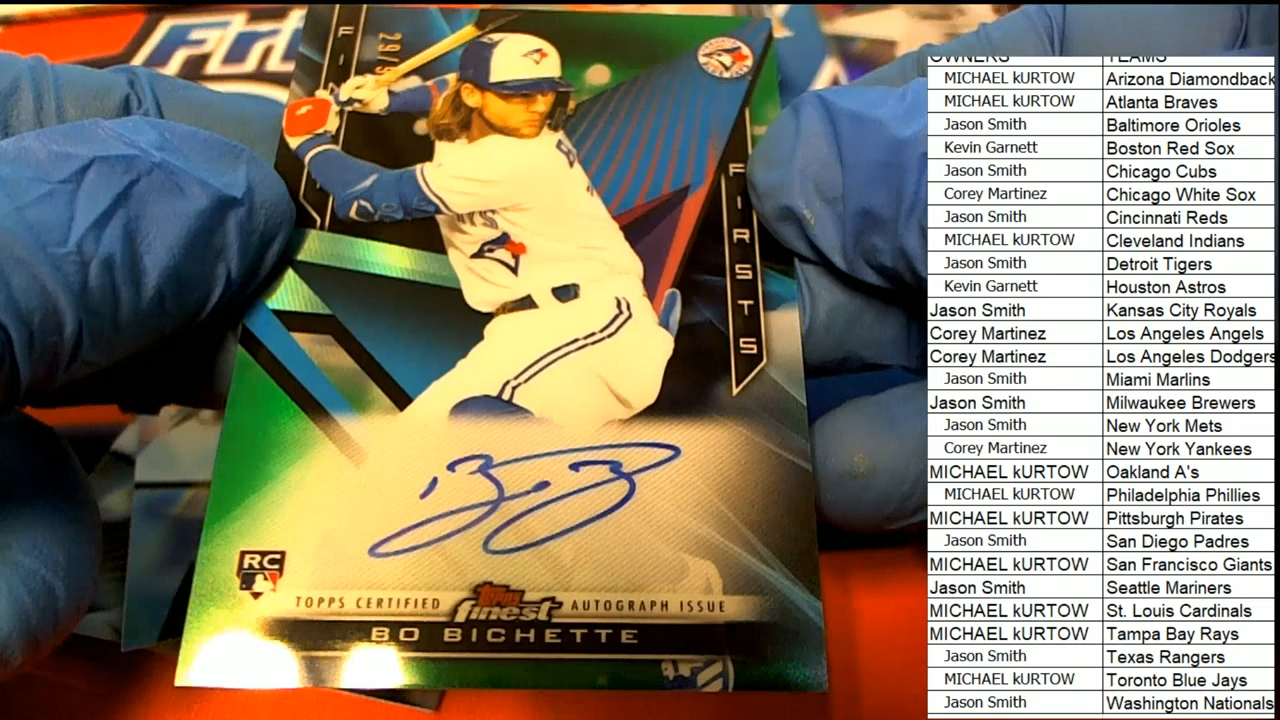 29/
FIRSTS
RC
TOPPS CERTIFIED Topps finest AUTOGRAPH ISSUE
BO BICHETTE
OWNERS TEAMS
MICHAEL kURTOW Arizona Diamondback
MICHAEL kURTOW Atlanta Braves
Jason Smith Baltimore Orioles
Kevin Garnett Boston Red Sox
Jason Smith Chicago Cubs
Corey Martinez Chicago White Sox
Jason Smith Cincinnati Reds
MICHAEL kURTOW Cleveland Indians
Jason Smith Detroit Tigers
Kevin Garnett Houston Astros
Jason Smith Kansas City Royals
Corey Martinez Los Angeles Angels
Corey Martinez Los Angeles Dodgers
Jason Smith Miami Marlins
Jason Smith Milwaukee Brewers
Jason Smith New York Mets
Corey Martinez New York Yankees
MICHAEL kURTOW Oakland A's
MICHAEL kURTOW Philadelphia Phillies
MICHAEL kURTOW Pittsburgh Pirates
Jason Smith San Diego Padres
MICHAEL kURTOW San Francisco Giants
Jason Smith Seattle Mariners
MICHAEL kURTOW St. Louis Cardinals
MICHAEL kURTOW Tampa Bay Rays
Jason Smith Texas Rangers
MICHAEL kURTOW Toronto Blue Jays
Jason Smith Washington Nationals